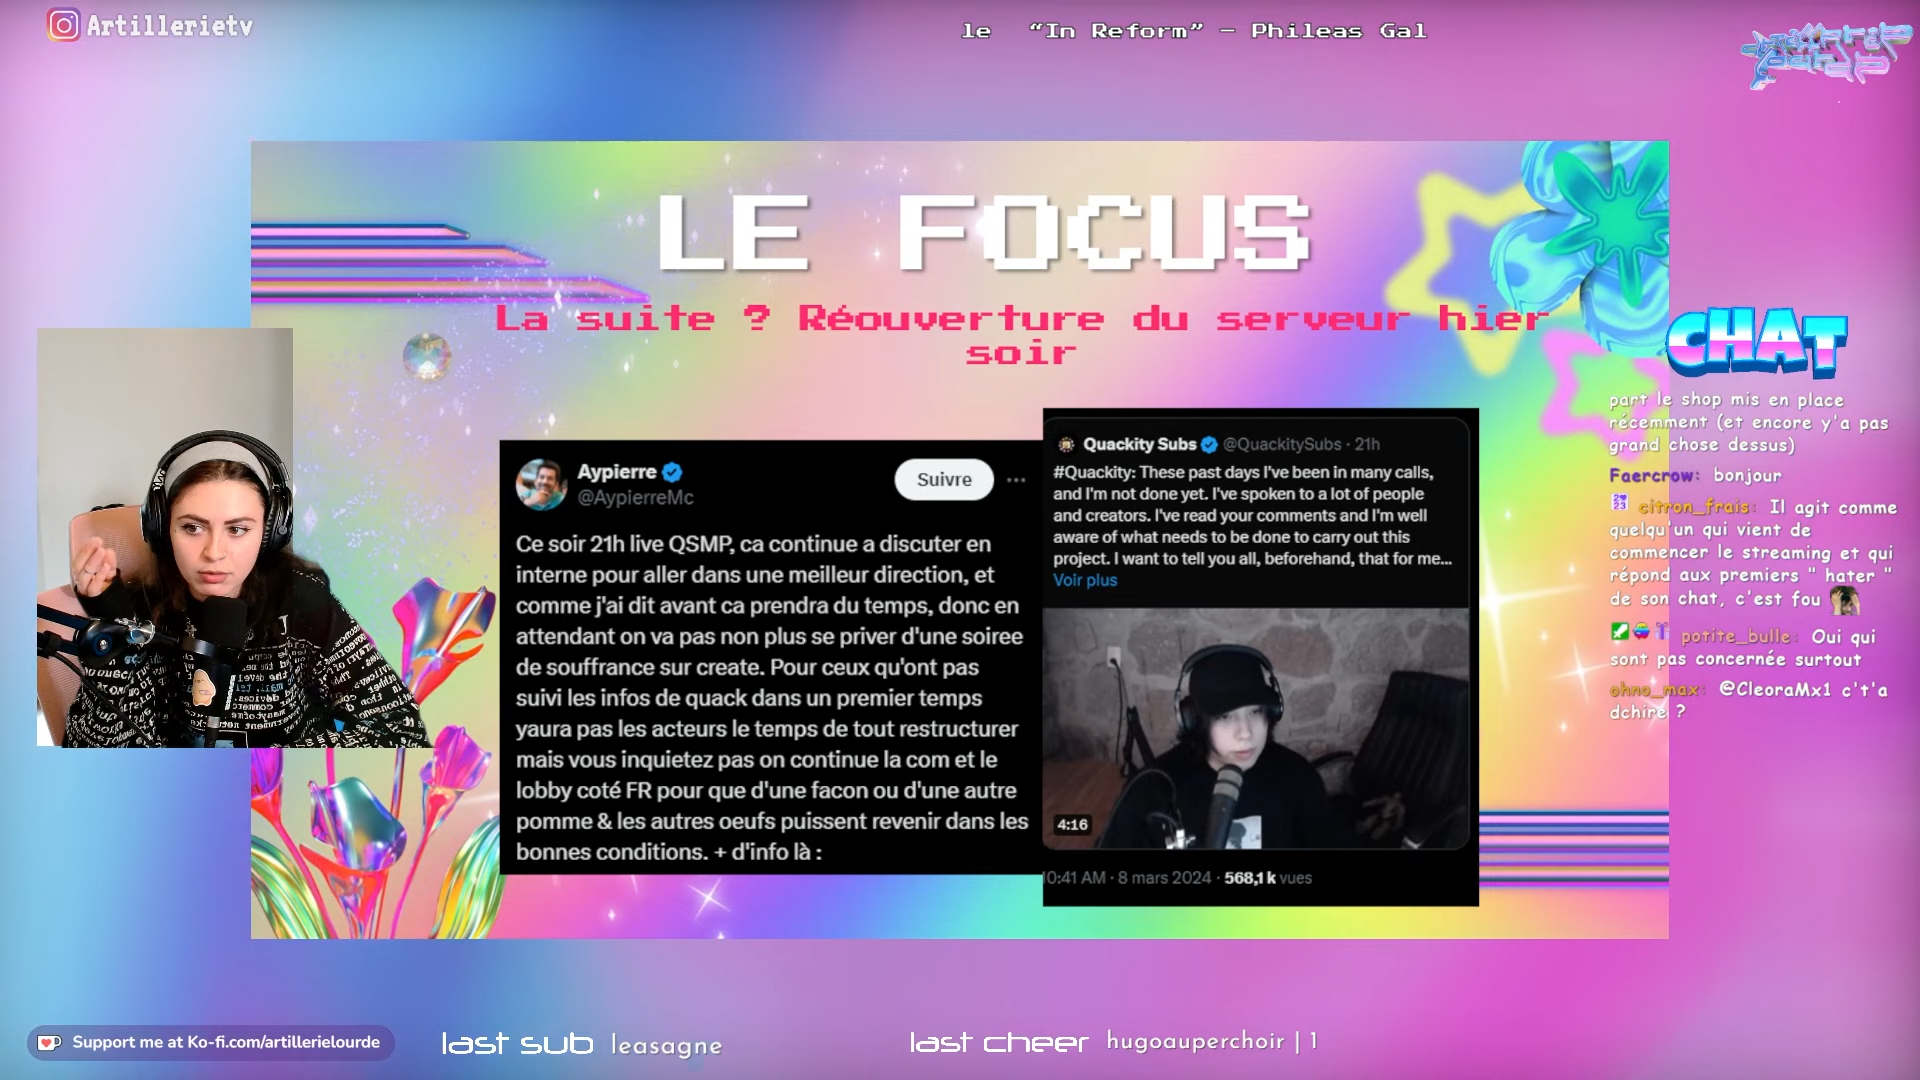 Artillerietv
le “In Reform” – Phileas Gal
LE FOCUS
La suite ? Réouverture du serveur hier
soir
Aypierre
@AypierreMc
Suivre
Ce soir 21h live QSMP, ca continue a discuter en
interne pour aller dans une meilleur direction, et
comme j'ai dit avant ca prendra du temps, donc en
attendant on va pas non plus se priver d'une soiree
de souffrance sur create. Pour ceux qu'ont pas
suivi les infos de quack dans un premier temps
yaura pas les acteurs le temps de tout restructurer
mais vous inquietez pas on continue la com et le
lobby coté FR pour que d'une facon ou d'une autre
pomme & les autres oeufs puissent revenir dans les
bonnes conditions. + d'info là :
Quackity Subs @QuackitySubs · 21h
#Quackity: These past days I've been in many calls,
and I'm not done yet. I've spoken to a lot of people
and creators. I've read your comments and I'm well
aware of what needs to be done to carry out this
project. I want to tell you all, beforehand, that for me...
Voir plus
4:16
10:41 AM · 8 mars 2024 · 568,1 k vues
CHAT
part le shop mis en place
récemment (et encore y'a pas
grand chose dessus)
Faercrow: bonjour
citron_frais: Il agit comme
quelqu'un qui vient de
commencer le streaming et qui
répond aux premiers " hater "
de son chat, c'est fou
potite_bulle: Oui qui
sont pas concernée surtout
ohno_max: @CleoraMx1 c't'a
dchire ?
Support me at Ko-fi.com/artillerielourde
last sub leasagne
last cheer hugoauperchoir | 1